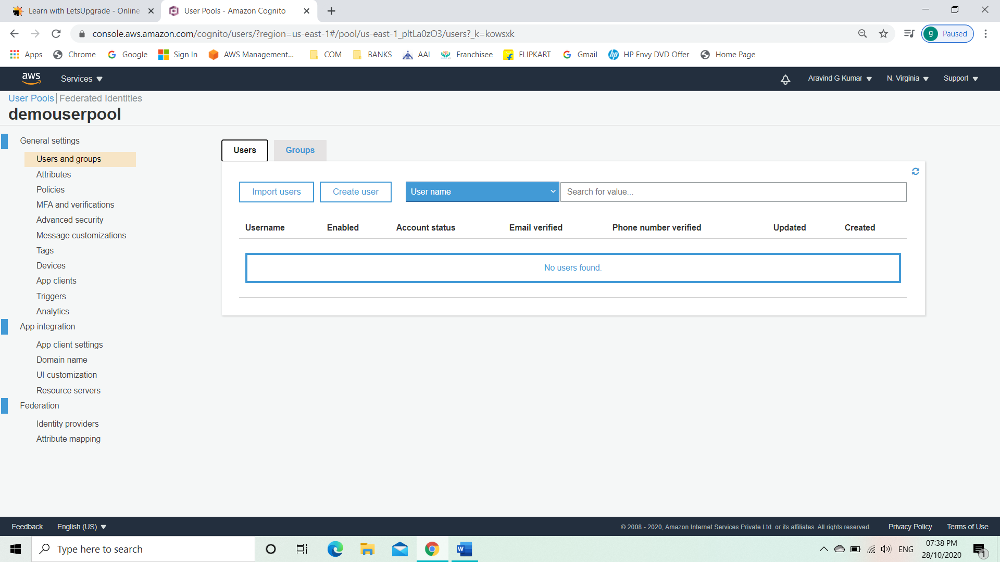 Learn with LetsUpgrade - Online
User Pools - Amazon Cognito
console.aws.amazon.com/cognito/users/?region=us-east-1#/pool/us-east-1_pltLa0zO3/users?_k=kowsxk
g Paused
Apps Chrome Google Sign In AWS Management... COM BANKS AAI Franchisee FLIPKART Gmail HP Envy DVD Offer Home Page
aws Services Aravind G Kumar N. Virginia Support
User Pools | Federated Identities
demouserpool
General settings
Users and groups
Attributes
Policies
MFA and verifications
Advanced security
Message customizations
Tags
Devices
App clients
Triggers
Analytics
App integration
App client settings
Domain name
UI customization
Resource servers
Federation
Identity providers
Attribute mapping
Users Groups
Import users Create user User name Search for value...
Username Enabled Account status Email verified Phone number verified Updated Created
No users found.
Feedback English (US) © 2008 - 2020, Amazon Internet Services Private Ltd. or its affiliates. All rights reserved. Privacy Policy Terms of Use
Type here to search
ENG
07:38 PM
28/10/2020
1